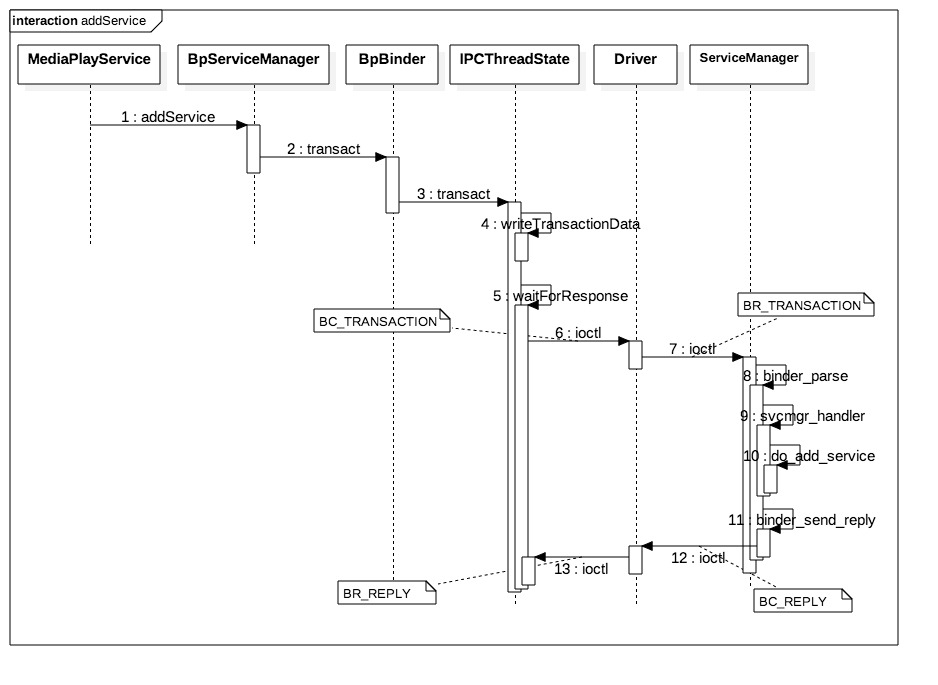 interaction addService
MediaPlayService BpServiceManager BpBinder IPCThreadState Driver ServiceManager
1 : addService
2 : transact
3 : transact
4 : writeTransactionData
5 : waitForResponse
BR_TRANSACTION
BC_TRANSACTION
6 : ioctl
7 : ioctl
8 : binder_parse
9 : svcmgr_handler
10 : do_add_service
11 : binder_send_reply
12 : ioctl
13 : ioctl
BR_REPLY
BC_REPLY